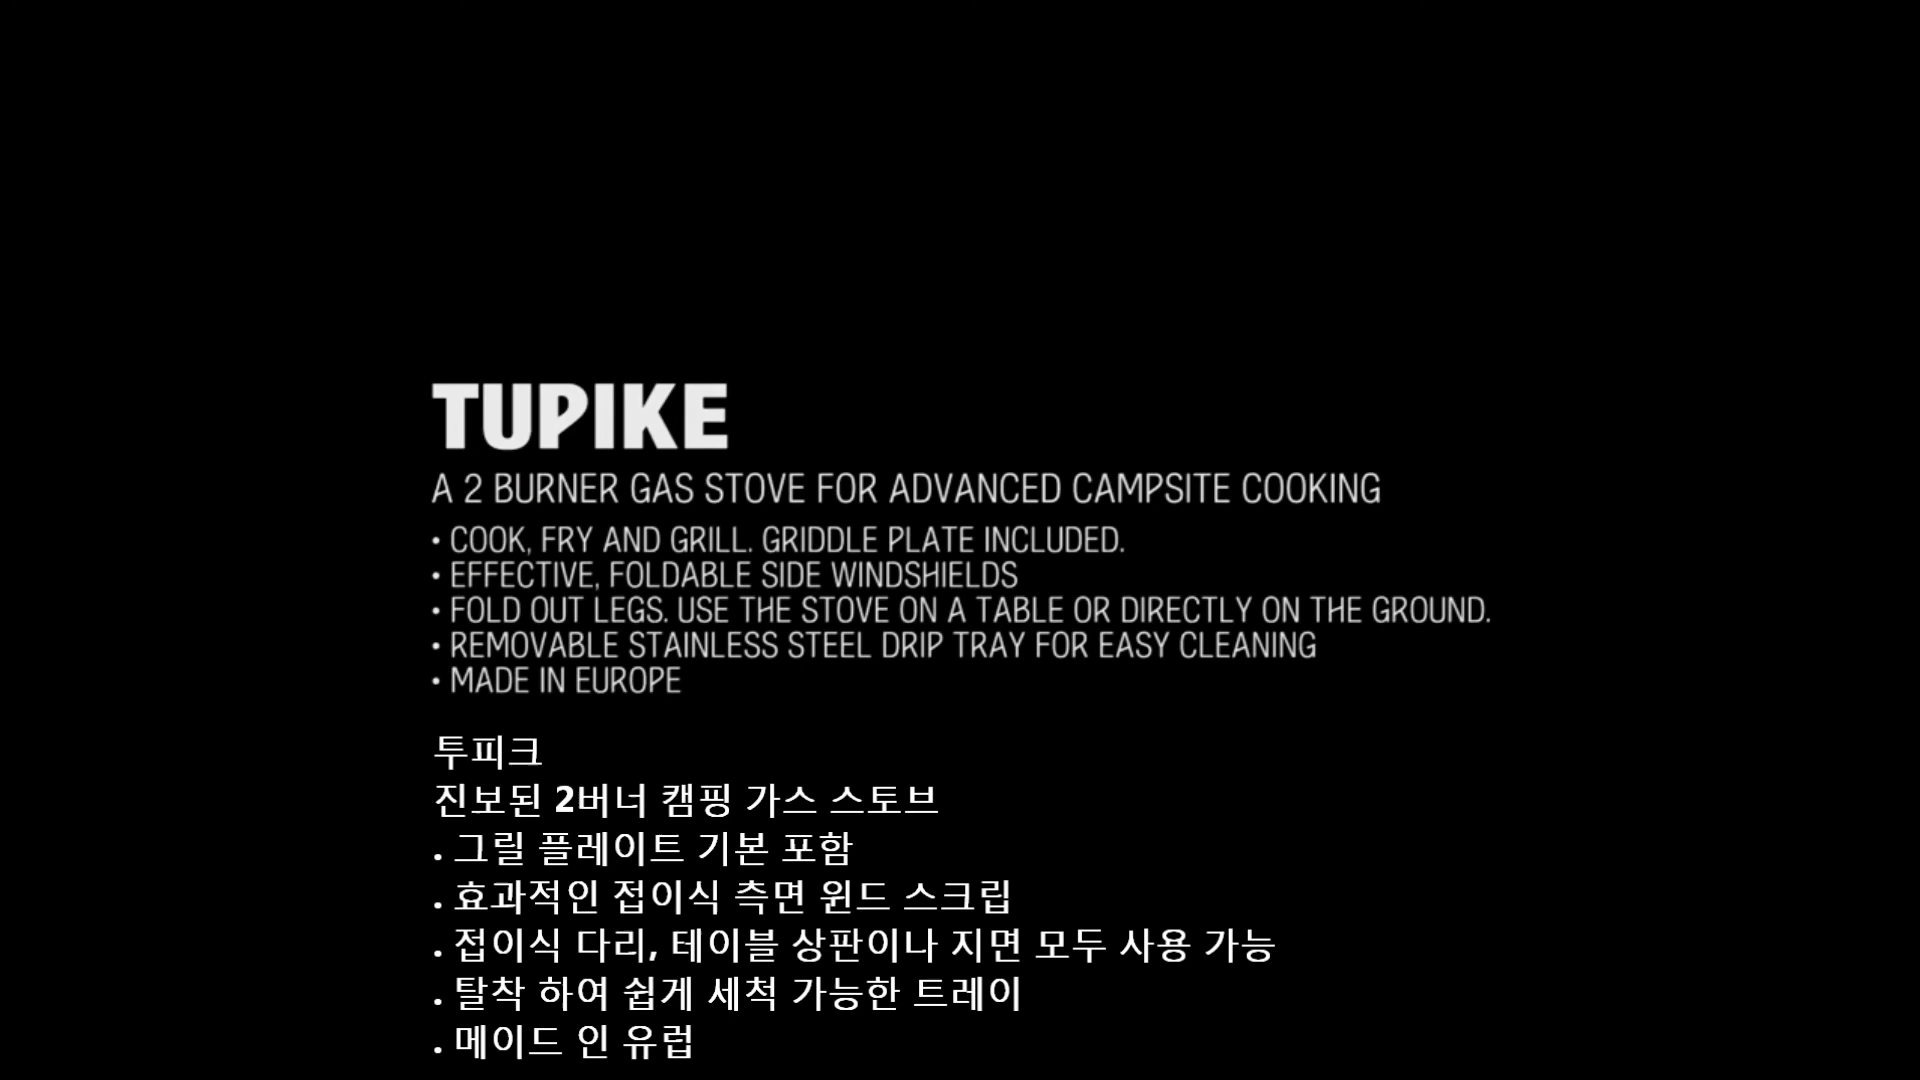 TUPIKE
A 2 BURNER GAS STOVE FOR ADVANCED CAMPSITE COOKING
• COOK, FRY AND GRILL. GRIDDLE PLATE INCLUDED.
• EFFECTIVE, FOLDABLE SIDE WINDSHIELDS
• FOLD OUT LEGS. USE THE STOVE ON A TABLE OR DIRECTLY ON THE GROUND.
• REMOVABLE STAINLESS STEEL DRIP TRAY FOR EASY CLEANING
• MADE IN EUROPE
투피크
진보된 2버너 캠핑 가스 스토브
. 그릴 플레이트 기본 포함
. 효과적인 접이식 측면 윈드 스크립
. 접이식 다리, 테이블 상판이나 지면 모두 사용 가능
. 탈착 하여 쉽게 세척 가능한 트레이
. 메이드 인 유럽